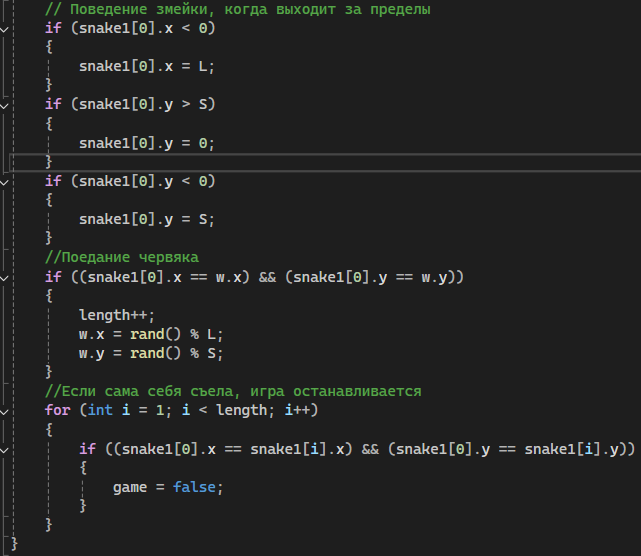 // Поведение змейки, когда выходит за пределы
if (snake1[0].x < 0)
{
snake1[0].x = L;
}
if (snake1[0].y > S)
{
snake1[0].y = 0;
}
if (snake1[0].y < 0)
{
snake1[0].y = S;
}
//Поедание червяка
if ((snake1[0].x == w.x) && (snake1[0].y == w.y))
{
length++;
w.x = rand() % L;
w.y = rand() % S;
}
//Если сама себя съела, игра останавливается
for (int i = 1; i < length; i++)
{
if ((snake1[0].x == snake1[i].x) && (snake1[0].y == snake1[i].y))
{
game = false;
}
}
}